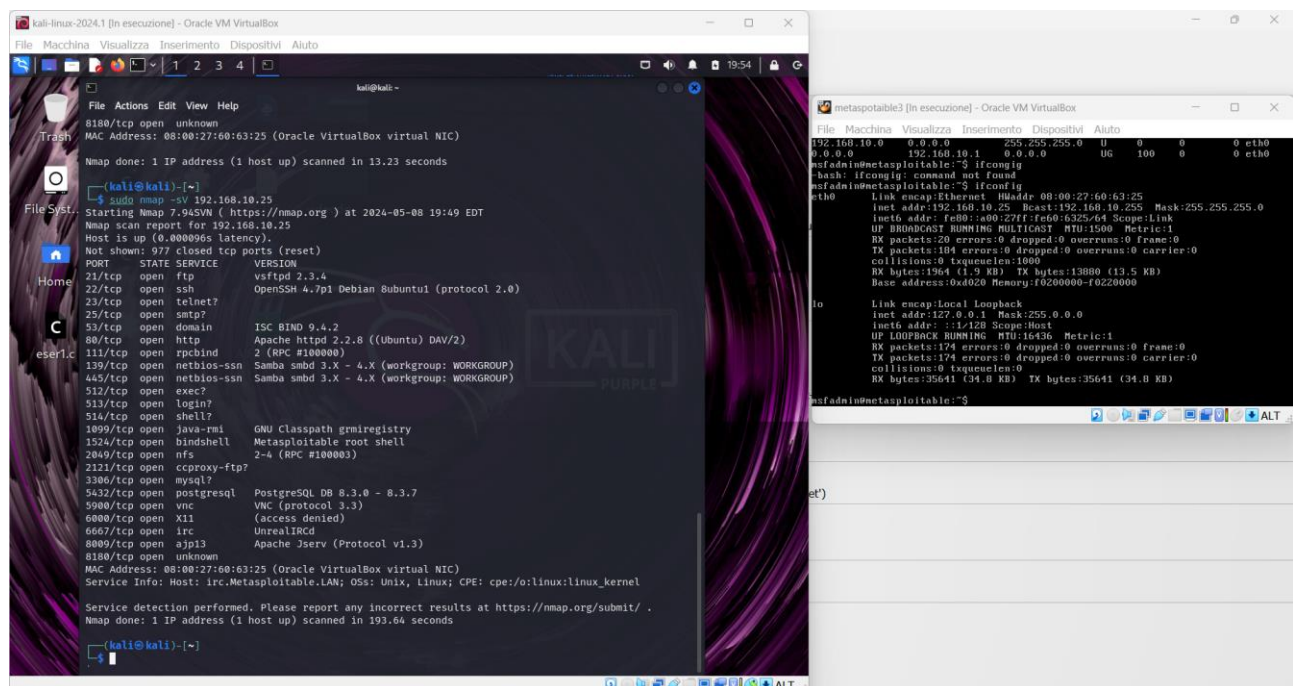 kali-linux-2024.1 [In esecuzione] - Oracle VM VirtualBox
File Macchina Visualizza Inserimento Dispositivi Aiuto
1 2 3 4
19:54
Trash
File Syst..
Home
eser1.c
KALI
PURPLE
kali@kali: ~
File Actions Edit View Help
8180/tcp open unknown
MAC Address: 08:00:27:60:63:25 (Oracle VirtualBox virtual NIC)
Nmap done: 1 IP address (1 host up) scanned in 13.23 seconds
(kali㉿kali)-[~]
$ sudo nmap -sV 192.168.10.25
Starting Nmap 7.94SVN ( https://nmap.org ) at 2024-05-08 19:49 EDT
Nmap scan report for 192.168.10.25
Host is up (0.000096s latency).
Not shown: 977 closed tcp ports (reset)
PORT STATE SERVICE VERSION
21/tcp open ftp vsftpd 2.3.4
22/tcp open ssh OpenSSH 4.7p1 Debian 8ubuntu1 (protocol 2.0)
23/tcp open telnet?
25/tcp open smtp?
53/tcp open domain ISC BIND 9.4.2
80/tcp open http Apache httpd 2.2.8 ((Ubuntu) DAV/2)
111/tcp open rpcbind 2 (RPC #100000)
139/tcp open netbios-ssn Samba smbd 3.X - 4.X (workgroup: WORKGROUP)
445/tcp open netbios-ssn Samba smbd 3.X - 4.X (workgroup: WORKGROUP)
512/tcp open exec?
513/tcp open login?
514/tcp open shell?
1099/tcp open java-rmi GNU Classpath grmiregistry
1524/tcp open bindshell Metasploitable root shell
2049/tcp open nfs 2-4 (RPC #100003)
2121/tcp open ccproxy-ftp?
3306/tcp open mysql?
5432/tcp open postgresql PostgreSQL DB 8.3.0 - 8.3.7
5900/tcp open vnc VNC (protocol 3.3)
6000/tcp open X11 (access denied)
6667/tcp open irc UnrealIRCd
8009/tcp open ajp13 Apache Jserv (Protocol v1.3)
8180/tcp open unknown
MAC Address: 08:00:27:60:63:25 (Oracle VirtualBox virtual NIC)
Service Info: Host: irc.Metasploitable.LAN; OSs: Unix, Linux; CPE: cpe:/o:linux:linux_kernel
Service detection performed. Please report any incorrect results at https://nmap.org/submit/ .
Nmap done: 1 IP address (1 host up) scanned in 193.64 seconds
(kali㉿kali)-[~]
$
ALT
metaspotaible3 [In esecuzione] - Oracle VM VirtualBox
File Macchina Visualizza Inserimento Dispositivi Aiuto
192.168.10.0 0.0.0.0 255.255.255.0 U 0 0 0 eth0
0.0.0.0 192.168.10.1 0.0.0.0 UG 100 0 0 eth0
msfadmin@metasploitable:~$ ifcongig
-bash: ifcongig: command not found
msfadmin@metasploitable:~$ ifconfig
eth0 Link encap:Ethernet HWaddr 08:00:27:60:63:25
inet addr:192.168.10.25 Bcast:192.168.10.255 Mask:255.255.255.0
inet6 addr: fe80::a00:27ff:fe60:6325/64 Scope:Link
UP BROADCAST RUNNING MULTICAST MTU:1500 Metric:1
RX packets:20 errors:0 dropped:0 overruns:0 frame:0
TX packets:184 errors:0 dropped:0 overruns:0 carrier:0
collisions:0 txqueuelen:1000
RX bytes:1964 (1.9 KB) TX bytes:13880 (13.5 KB)
Base address:0xd020 Memory:f0200000-f0220000
lo Link encap:Local Loopback
inet addr:127.0.0.1 Mask:255.0.0.0
inet6 addr: ::1/128 Scope:Host
UP LOOPBACK RUNNING MTU:16436 Metric:1
RX packets:174 errors:0 dropped:0 overruns:0 frame:0
TX packets:174 errors:0 dropped:0 overruns:0 carrier:0
collisions:0 txqueuelen:0
RX bytes:35641 (34.8 KB) TX bytes:35641 (34.8 KB)
msfadmin@metasploitable:~$
ALT
et')